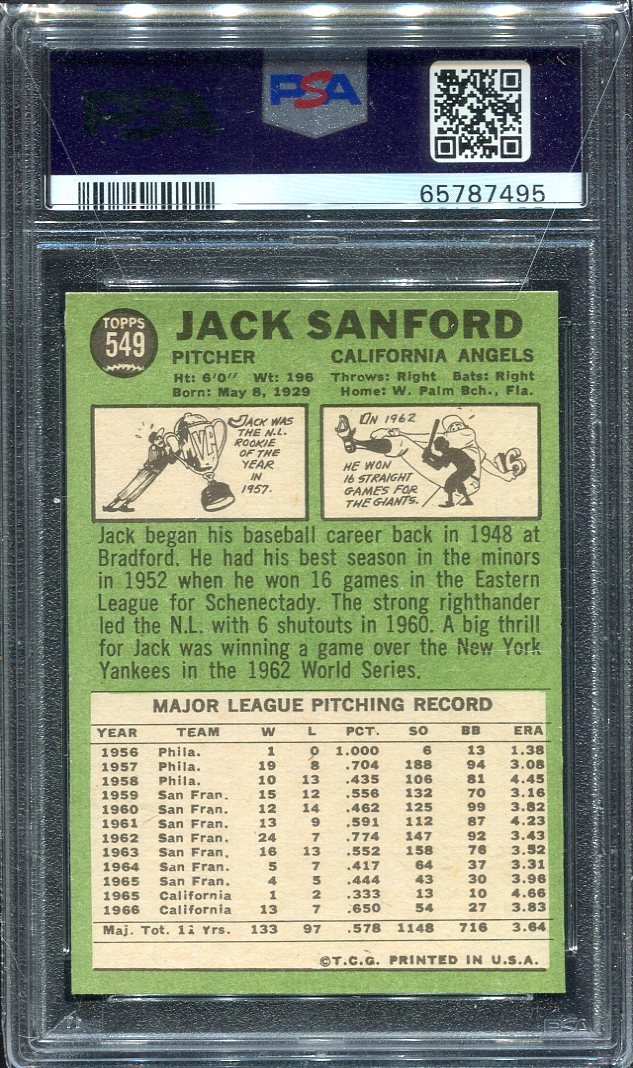 PSA
PSA
65787495
TOPPS
549
JACK SANFORD
PITCHER CALIFORNIA ANGELS
Ht: 6'0" Wt: 196 Throws: Right Bats: Right
Born: May 8, 1929 Home: W. Palm Bch., Fla.
JACK WAS
THE N.L.
ROOKIE
OF THE
YEAR
IN
1957.
IN 1962
HE WON
16 STRAIGHT
GAMES FOR
THE GIANTS.
16
Jack began his baseball career back in 1948 at
Bradford. He had his best season in the minors
in 1952 when he won 16 games in the Eastern
League for Schenectady. The strong righthander
led the N.L. with 6 shutouts in 1960. A big thrill
for Jack was winning a game over the New York
Yankees in the 1962 World Series.
MAJOR LEAGUE PITCHING RECORD
YEAR TEAM W L PCT. SO BB ERA
1956 Phila. 1 0 1.000 6 13 1.38
1957 Phila. 19 8 .704 188 94 3.08
1958 Phila. 10 13 .435 106 81 4.45
1959 San Fran. 15 12 .556 132 70 3.16
1960 San Fran. 12 14 .462 125 99 3.82
1961 San Fran. 13 9 .591 112 87 4.23
1962 San Fran. 24 7 .774 147 92 3.43
1963 San Fran. 16 13 .552 158 76 3.52
1964 San Fran. 5 7 .417 64 37 3.31
1965 San Fran. 4 5 .444 43 30 3.96
1965 California 1 2 .333 13 10 4.66
1966 California 13 7 .650 54 27 3.83
Maj. Tot. 11 Yrs. 133 97 .578 1148 716 3.64
©T.C.G. PRINTED IN U.S.A.
PSA